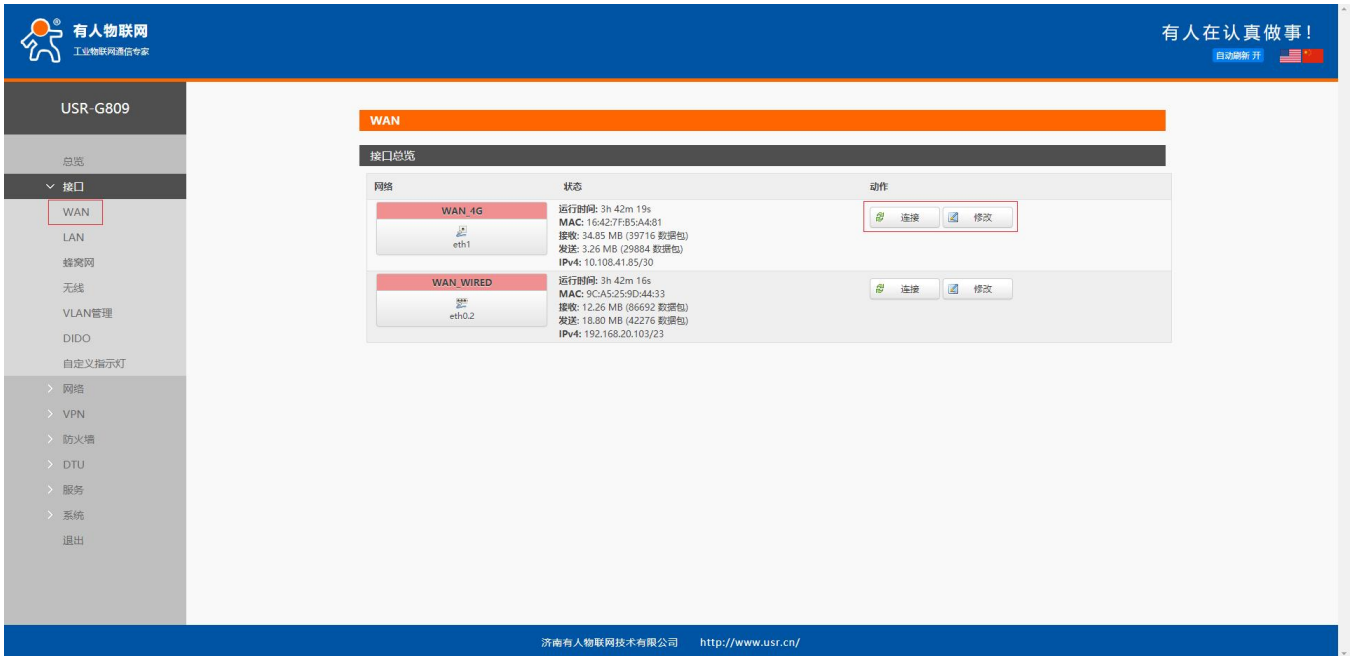 有人物联网
工业物联网通信专家
有人在认真做事！
自动刷新 开
USR-G809
总览
接口
WAN
LAN
蜂窝网
无线
VLAN管理
DIDO
自定义指示灯
网络
VPN
防火墙
DTU
服务
系统
退出
WAN
接口总览
网络 状态 动作
WAN_4G
eth1
运行时间: 3h 42m 19s
MAC: 16:42:7F:B5:A4:81
接收: 34.85 MB (39716 数据包)
发送: 3.26 MB (29884 数据包)
IPv4: 10.108.41.85/30
连接 修改
WAN_WIRED
eth0.2
运行时间: 3h 42m 16s
MAC: 9C:A5:25:9D:44:33
接收: 12.26 MB (86692 数据包)
发送: 18.80 MB (42276 数据包)
IPv4: 192.168.20.103/23
连接 修改
济南有人物联网技术有限公司 http://www.usr.cn/